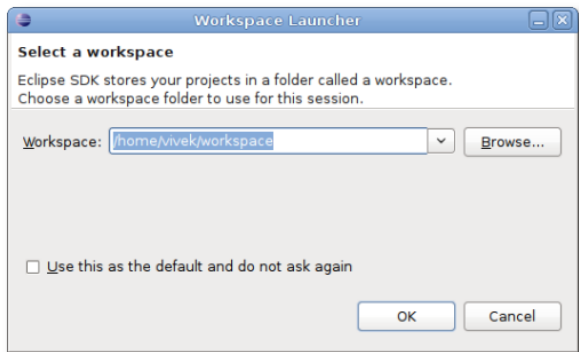 Workspace Launcher
Select a workspace
Eclipse SDK stores your projects in a folder called a workspace.
Choose a workspace folder to use for this session.
Workspace: /home/vivek/workspace Browse...
Use this as the default and do not ask again
OK Cancel